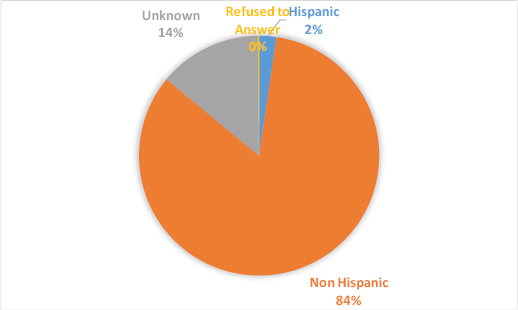 Unknown
14%
Refused to
Answer
0%
Hispanic
2%
Non Hispanic
84%